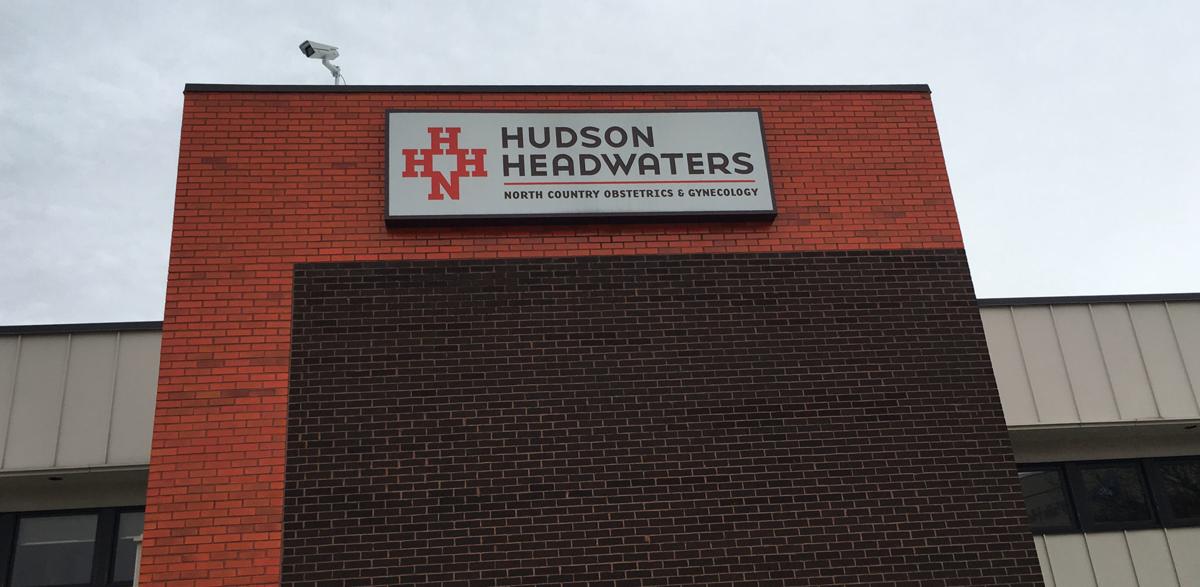 H
H H
N
HUDSON
HEADWATERS
NORTH COUNTRY OBSTETRICS & GYNECOLOGY